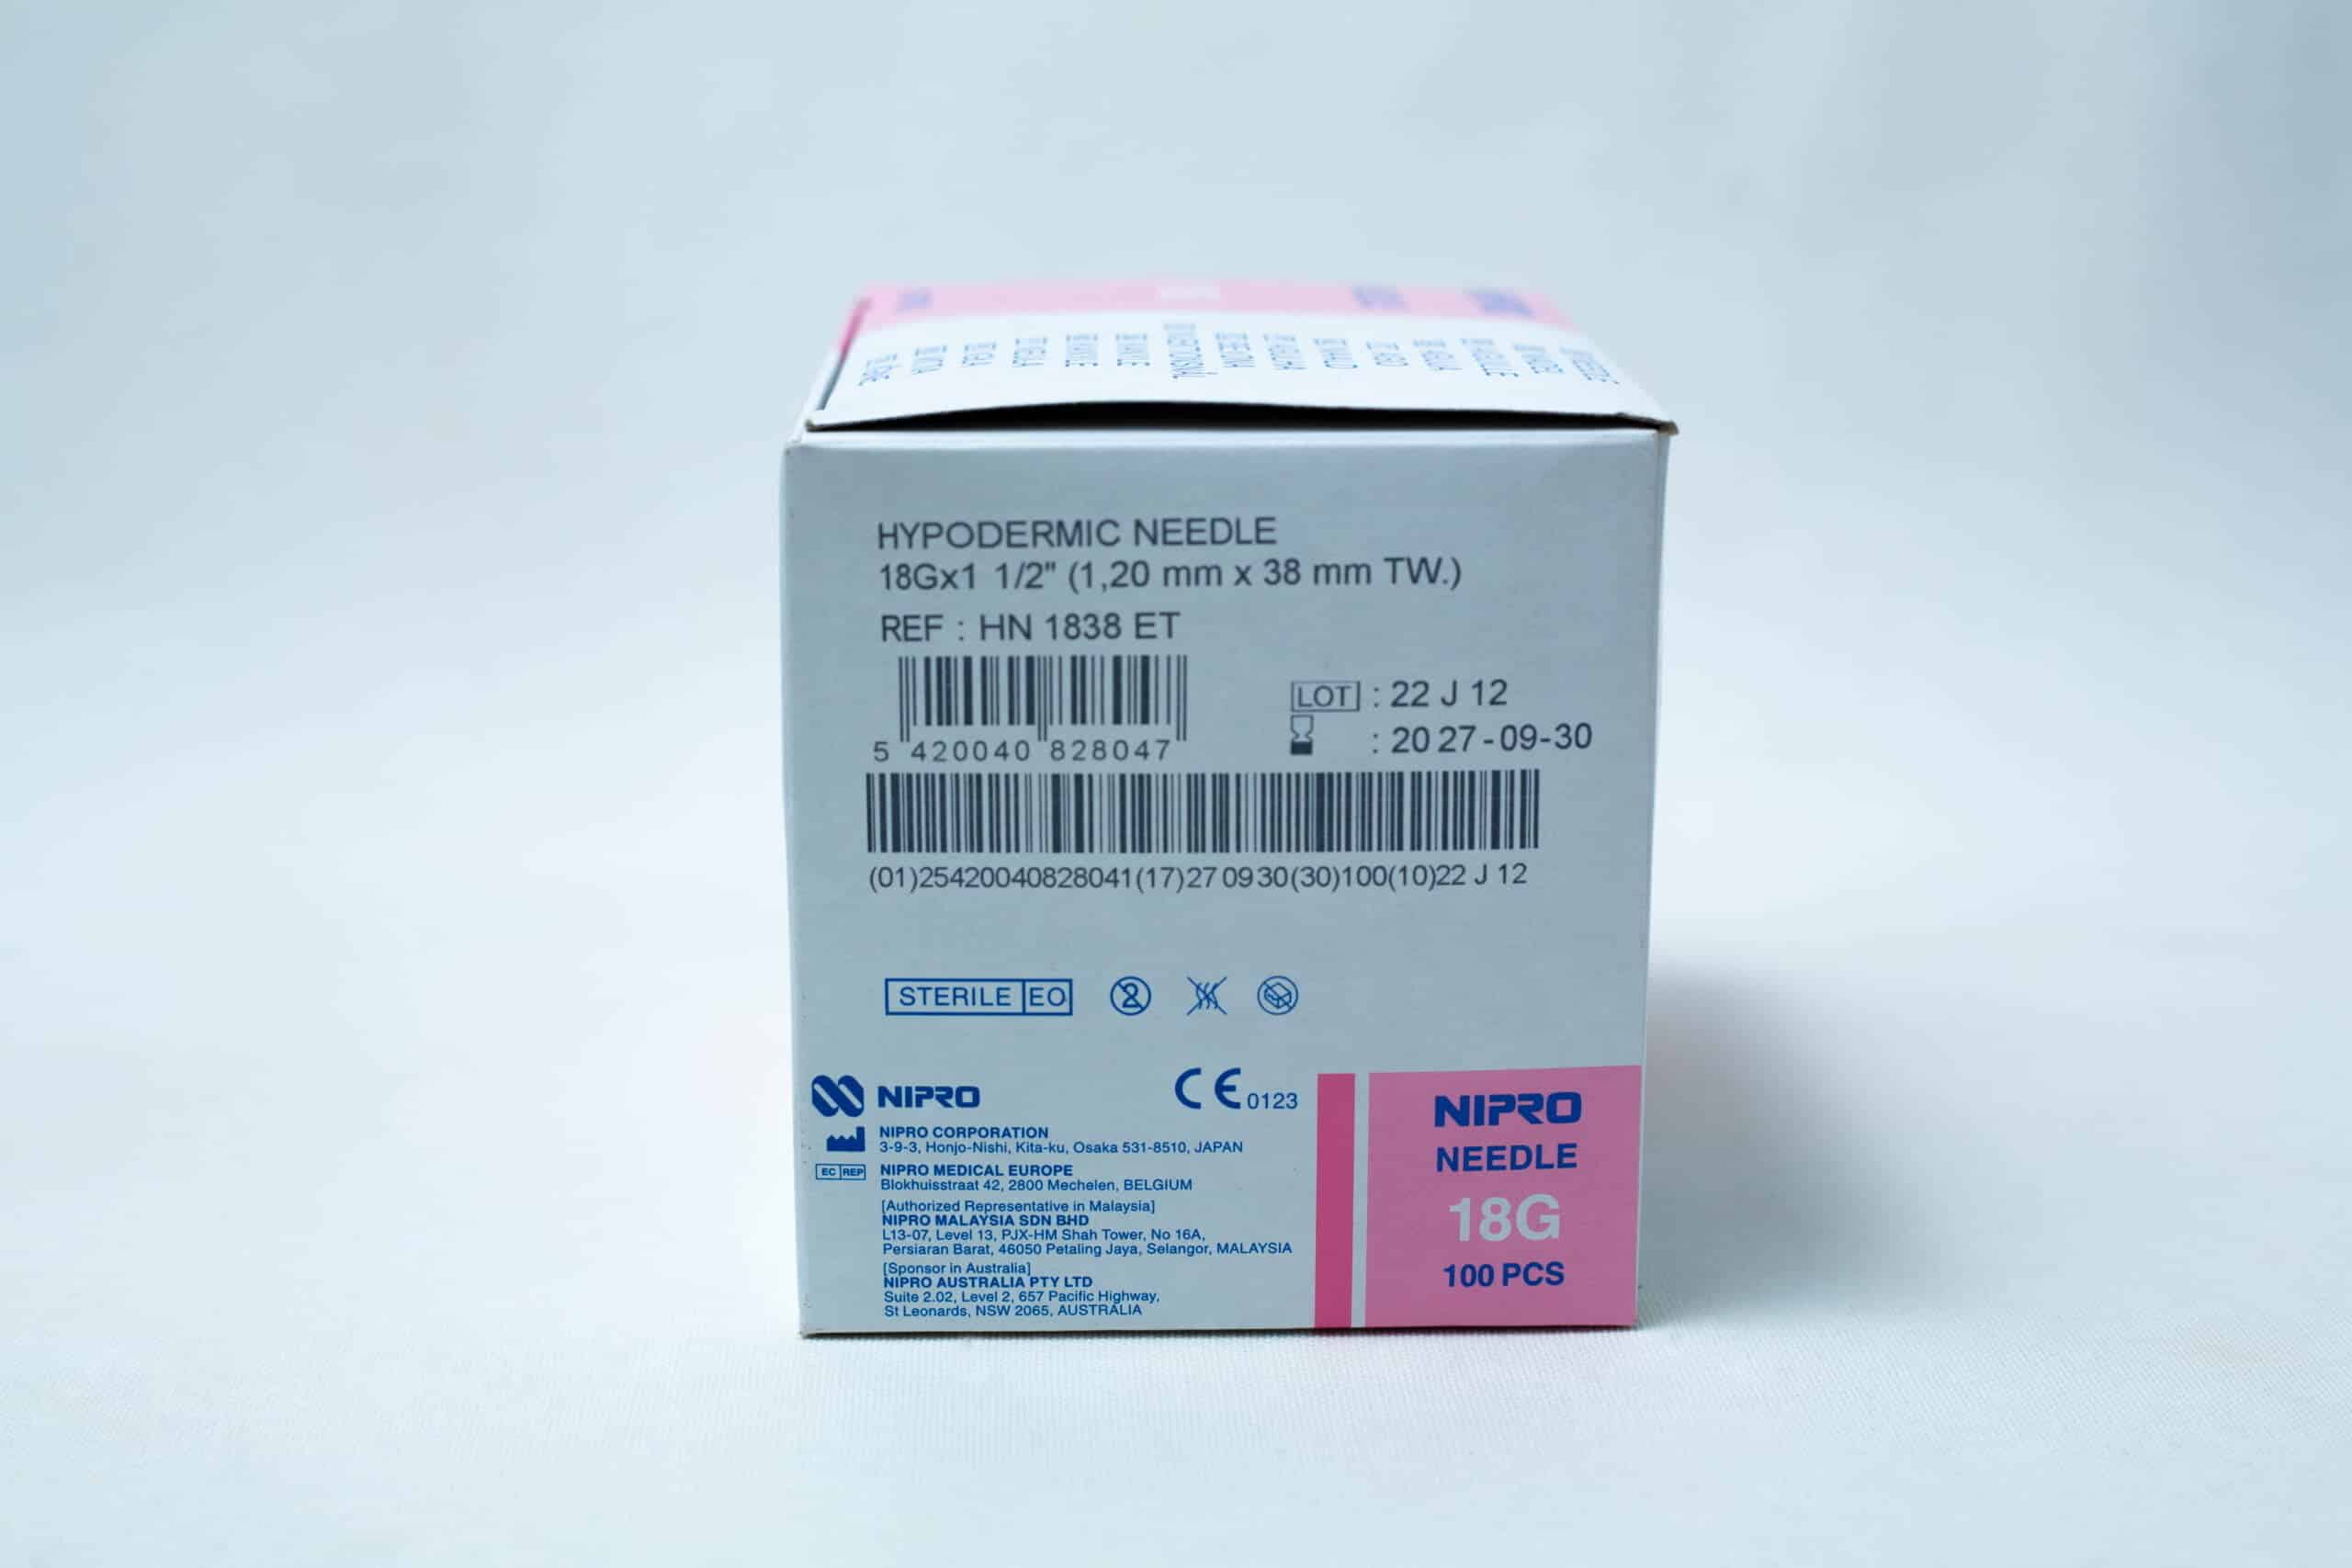 HYPODERMIC NEEDLE
18Gx1 1/2" (1,20 mm x 38 mm TW.)
REF : HN 1838 ET
5 420040 828047
LOT : 22 J 12
: 2027-09-30
(01)25420040828041(17)270930(30)100(10)22 J 12
STERILE EO
2
NIPRO
CE 0123
NIPRO CORPORATION
3-9-3, Honjo-Nishi, Kita-ku, Osaka 531-8510, JAPAN
EC REP
NIPRO MEDICAL EUROPE
Blokhuisstraat 42, 2800 Mechelen, BELGIUM
[Authorized Representative in Malaysia]
NIPRO MALAYSIA SDN BHD
L13-07, Level 13, PJX-HM Shah Tower, No 16A,
Persiaran Barat, 46050 Petaling Jaya, Selangor, MALAYSIA
[Sponsor in Australia]
NIPRO AUSTRALIA PTY LTD
Suite 2.02, Level 2, 657 Pacific Highway,
St Leonards, NSW 2065, AUSTRALIA
NIPRO
NEEDLE
18G
100 PCS